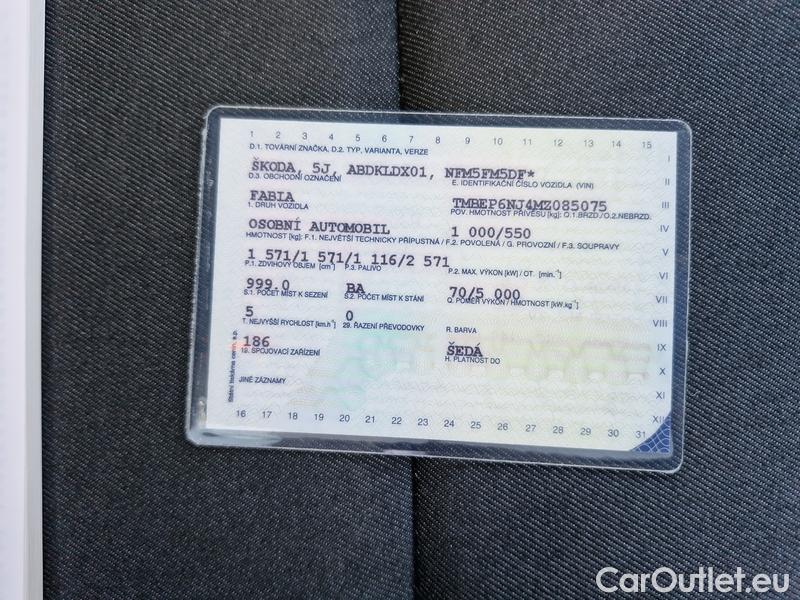 1 2 3 4 5 6 7 8 9 10 11 12 13 14 15
D.1. TOVÁRNÍ ZNAČKA, D.2. TYP, VARIANTA, VERZE
I
ŠKODA, 5J, ABDKLDX01, NFM5FM5DF*
D.3. OBCHODNÍ OZNAČENÍ E. IDENTIFIKAČNÍ ČÍSLO VOZIDLA (VIN)
II
FABIA TMBEP6NJ4MZ085075
III
1. DRUH VOZIDLA POV. HMOTNOST PŘÍVĚSU [kg]: O.1.BRZD./O.2.NEBRZD.
OSOBNÍ AUTOMOBIL 1 000/550
IV
HMOTNOST [kg]: F.1. NEJVĚTŠÍ TECHNICKY PŘÍPUSTNÁ / F.2. POVOLENÁ / G. PROVOZNÍ / F.3. SOUPRAVY
V
1 571/1 571/1 116/2 571
P.1. ZDVIHOVÝ OBJEM [cm³] P.3. PALIVO P.2. MAX. VÝKON [kW] / OT. [min.⁻¹]
VI
999.0 BA 70/5 000
VII
S.1. POČET MÍST K SEZENÍ S.2. POČET MÍST K STÁNÍ Q. POMĚR VÝKON / HMOTNOST [kW.kg⁻¹]
5 0
VIII
T. NEJVYŠŠÍ RYCHLOST [km.h⁻¹] 29. ŘAZENÍ PŘEVODOVKY R. BARVA
186 ŠEDÁ
IX
19. SPOJOVACÍ ZAŘÍZENÍ H. PLATNOST DO
X
JINÉ ZÁZNAMY
XI
XII
16 17 18 19 20 21 22 23 24 25 26 27 28 29 30 31
Státní tiskárna cenin, s.p.
CarOutlet.eu